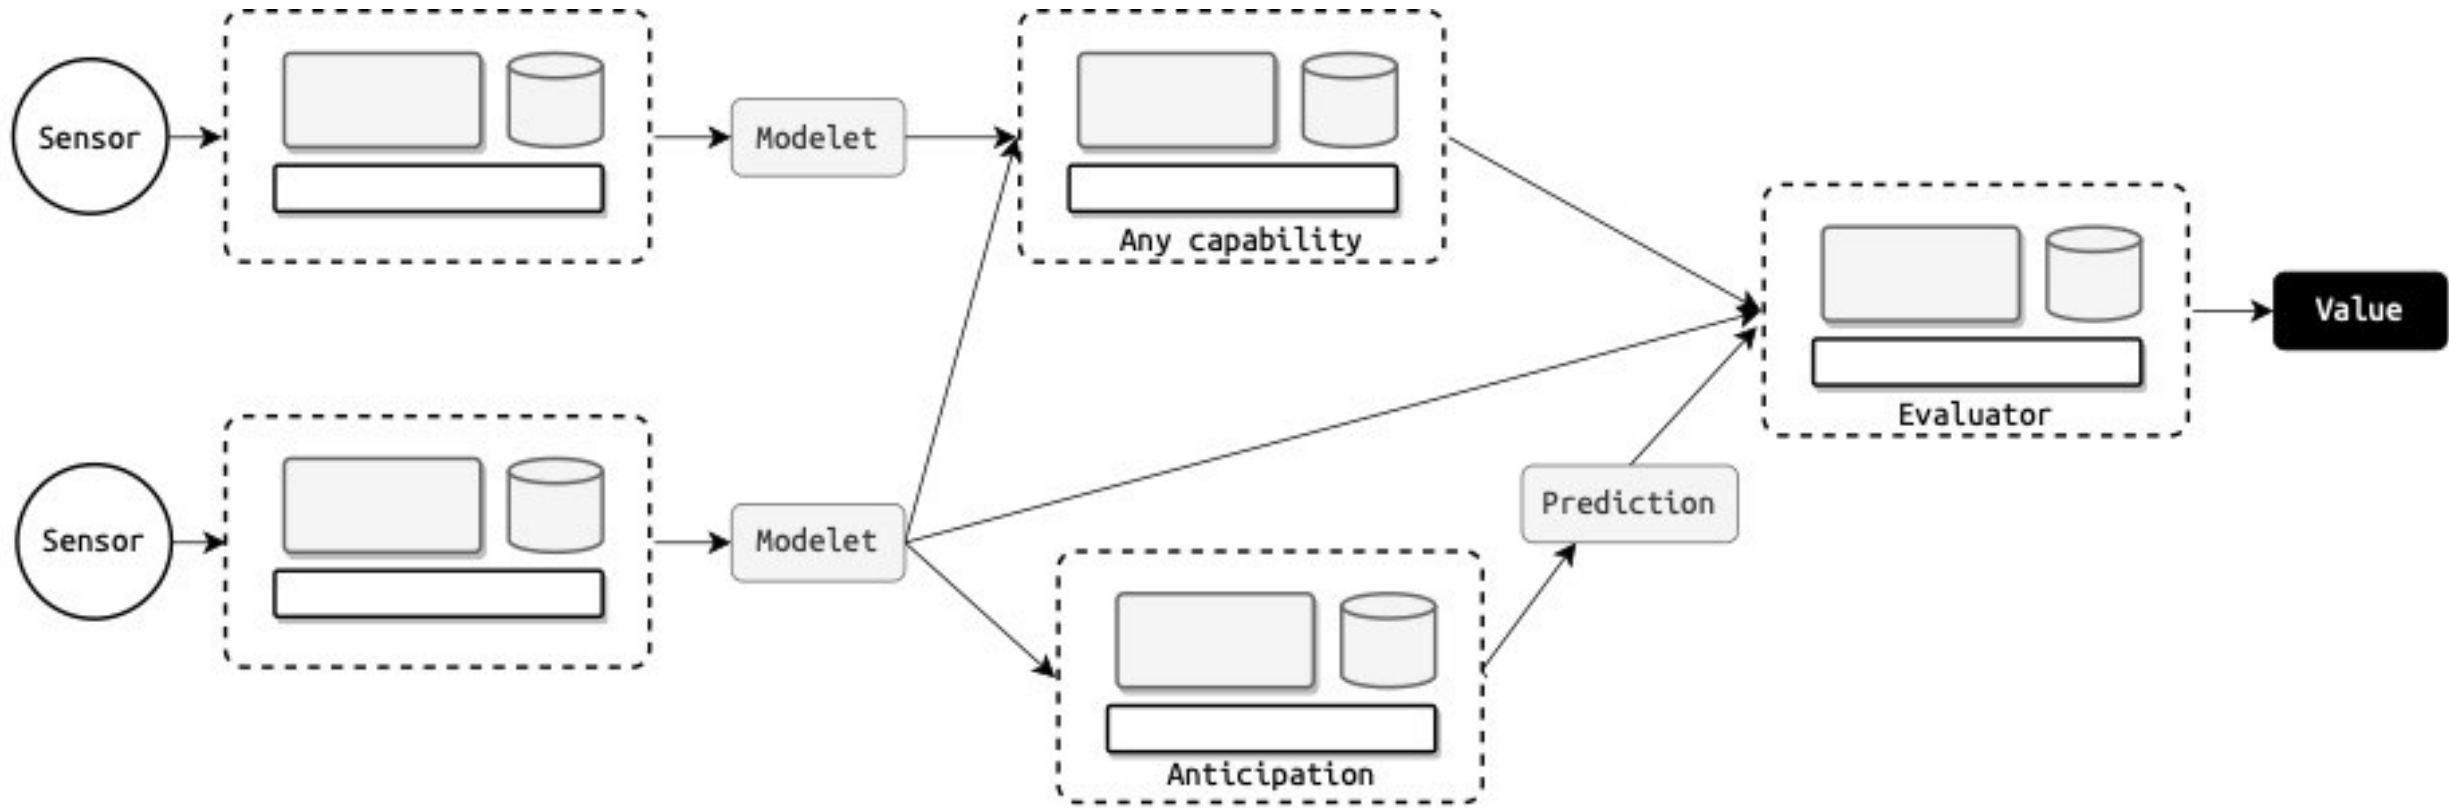 Sensor
Modelet
Any capability
Evaluator
Value
Sensor
Modelet
Prediction
Anticipation